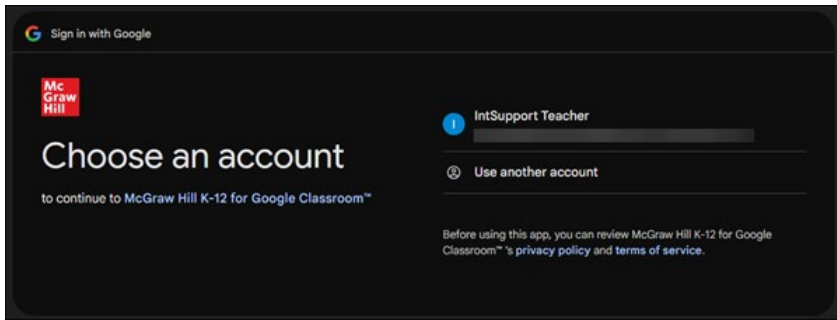 Sign in with Google
Mc
Graw
Hill
Choose an account
to continue to McGraw Hill K-12 for Google Classroom™
I
IntSupport Teacher
Use another account
Before using this app, you can review McGraw Hill K-12 for Google
Classroom™ 's privacy policy and terms of service.